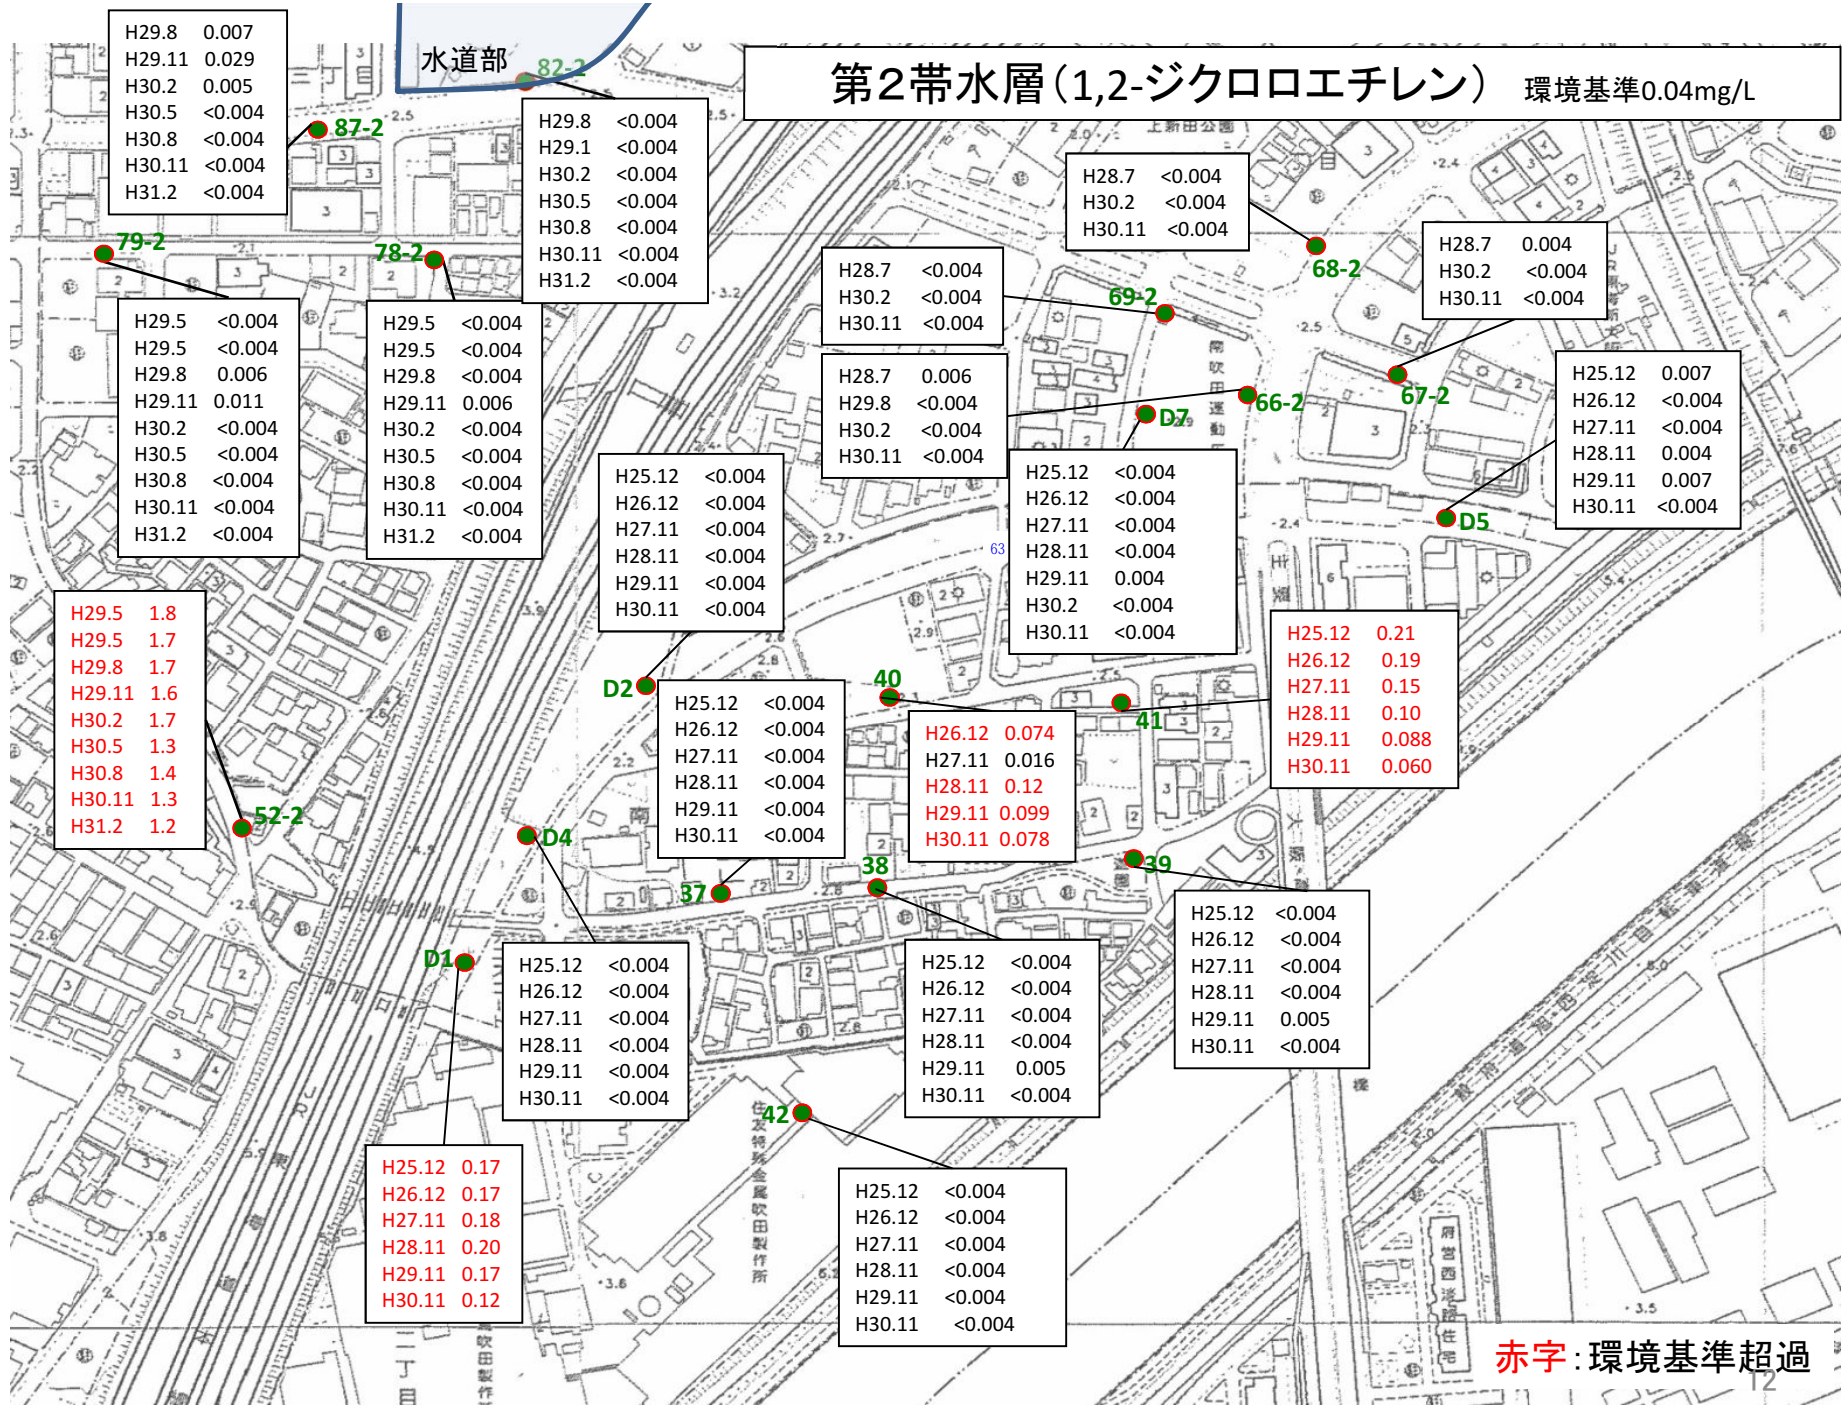 第２帯水層（1,2-ジクロロエチレン） 環境基準0.04mg/L
水道部
H29.8 0.007
H29.11 0.029
H30.2 0.005
H30.5 <0.004
H30.8 <0.004
H30.11 <0.004
H31.2 <0.004
87-2
82-2
H29.8 <0.004
H29.1 <0.004
H30.2 <0.004
H30.5 <0.004
H30.8 <0.004
H30.11 <0.004
H31.2 <0.004
上新田公園
H28.7 <0.004
H30.2 <0.004
H30.11 <0.004
68-2
H28.7 0.004
H30.2 <0.004
H30.11 <0.004
67-2
79-2
H29.5 <0.004
H29.5 <0.004
H29.8 0.006
H29.11 0.011
H30.2 <0.004
H30.5 <0.004
H30.8 <0.004
H30.11 <0.004
H31.2 <0.004
78-2
H29.5 <0.004
H29.5 <0.004
H29.8 <0.004
H29.11 0.006
H30.2 <0.004
H30.5 <0.004
H30.8 <0.004
H30.11 <0.004
H31.2 <0.004
H28.7 <0.004
H30.2 <0.004
H30.11 <0.004
69-2
H28.7 0.006
H29.8 <0.004
H30.2 <0.004
H30.11 <0.004
66-2
D7
H25.12 <0.004
H26.12 <0.004
H27.11 <0.004
H28.11 <0.004
H29.11 0.004
H30.2 <0.004
H30.11 <0.004
H25.12 0.007
H26.12 <0.004
H27.11 <0.004
H28.11 0.004
H29.11 0.007
H30.11 <0.004
D5
63
H25.12 <0.004
H26.12 <0.004
H27.11 <0.004
H28.11 <0.004
H29.11 <0.004
H30.11 <0.004
D2
H29.5 1.8
H29.5 1.7
H29.8 1.7
H29.11 1.6
H30.2 1.7
H30.5 1.3
H30.8 1.4
H30.11 1.3
H31.2 1.2
52-2
H25.12 <0.004
H26.12 <0.004
H27.11 <0.004
H28.11 <0.004
H29.11 <0.004
H30.11 <0.004
37
40
H26.12 0.074
H27.11 0.016
H28.11 0.12
H29.11 0.099
H30.11 0.078
41
H25.12 0.21
H26.12 0.19
H27.11 0.15
H28.11 0.10
H29.11 0.088
H30.11 0.060
D4
H25.12 <0.004
H26.12 <0.004
H27.11 <0.004
H28.11 <0.004
H29.11 <0.004
H30.11 <0.004
38
H25.12 <0.004
H26.12 <0.004
H27.11 <0.004
H28.11 <0.004
H29.11 0.005
H30.11 <0.004
39
H25.12 <0.004
H26.12 <0.004
H27.11 <0.004
H28.11 <0.004
H29.11 0.005
H30.11 <0.004
D1
H25.12 0.17
H26.12 0.17
H27.11 0.18
H28.11 0.20
H29.11 0.17
H30.11 0.12
42
H25.12 <0.004
H26.12 <0.004
H27.11 <0.004
H28.11 <0.004
H29.11 <0.004
H30.11 <0.004
住友特殊金属吹田製作所
府営西淡路住宅
二丁目
赤字：環境基準超過
12